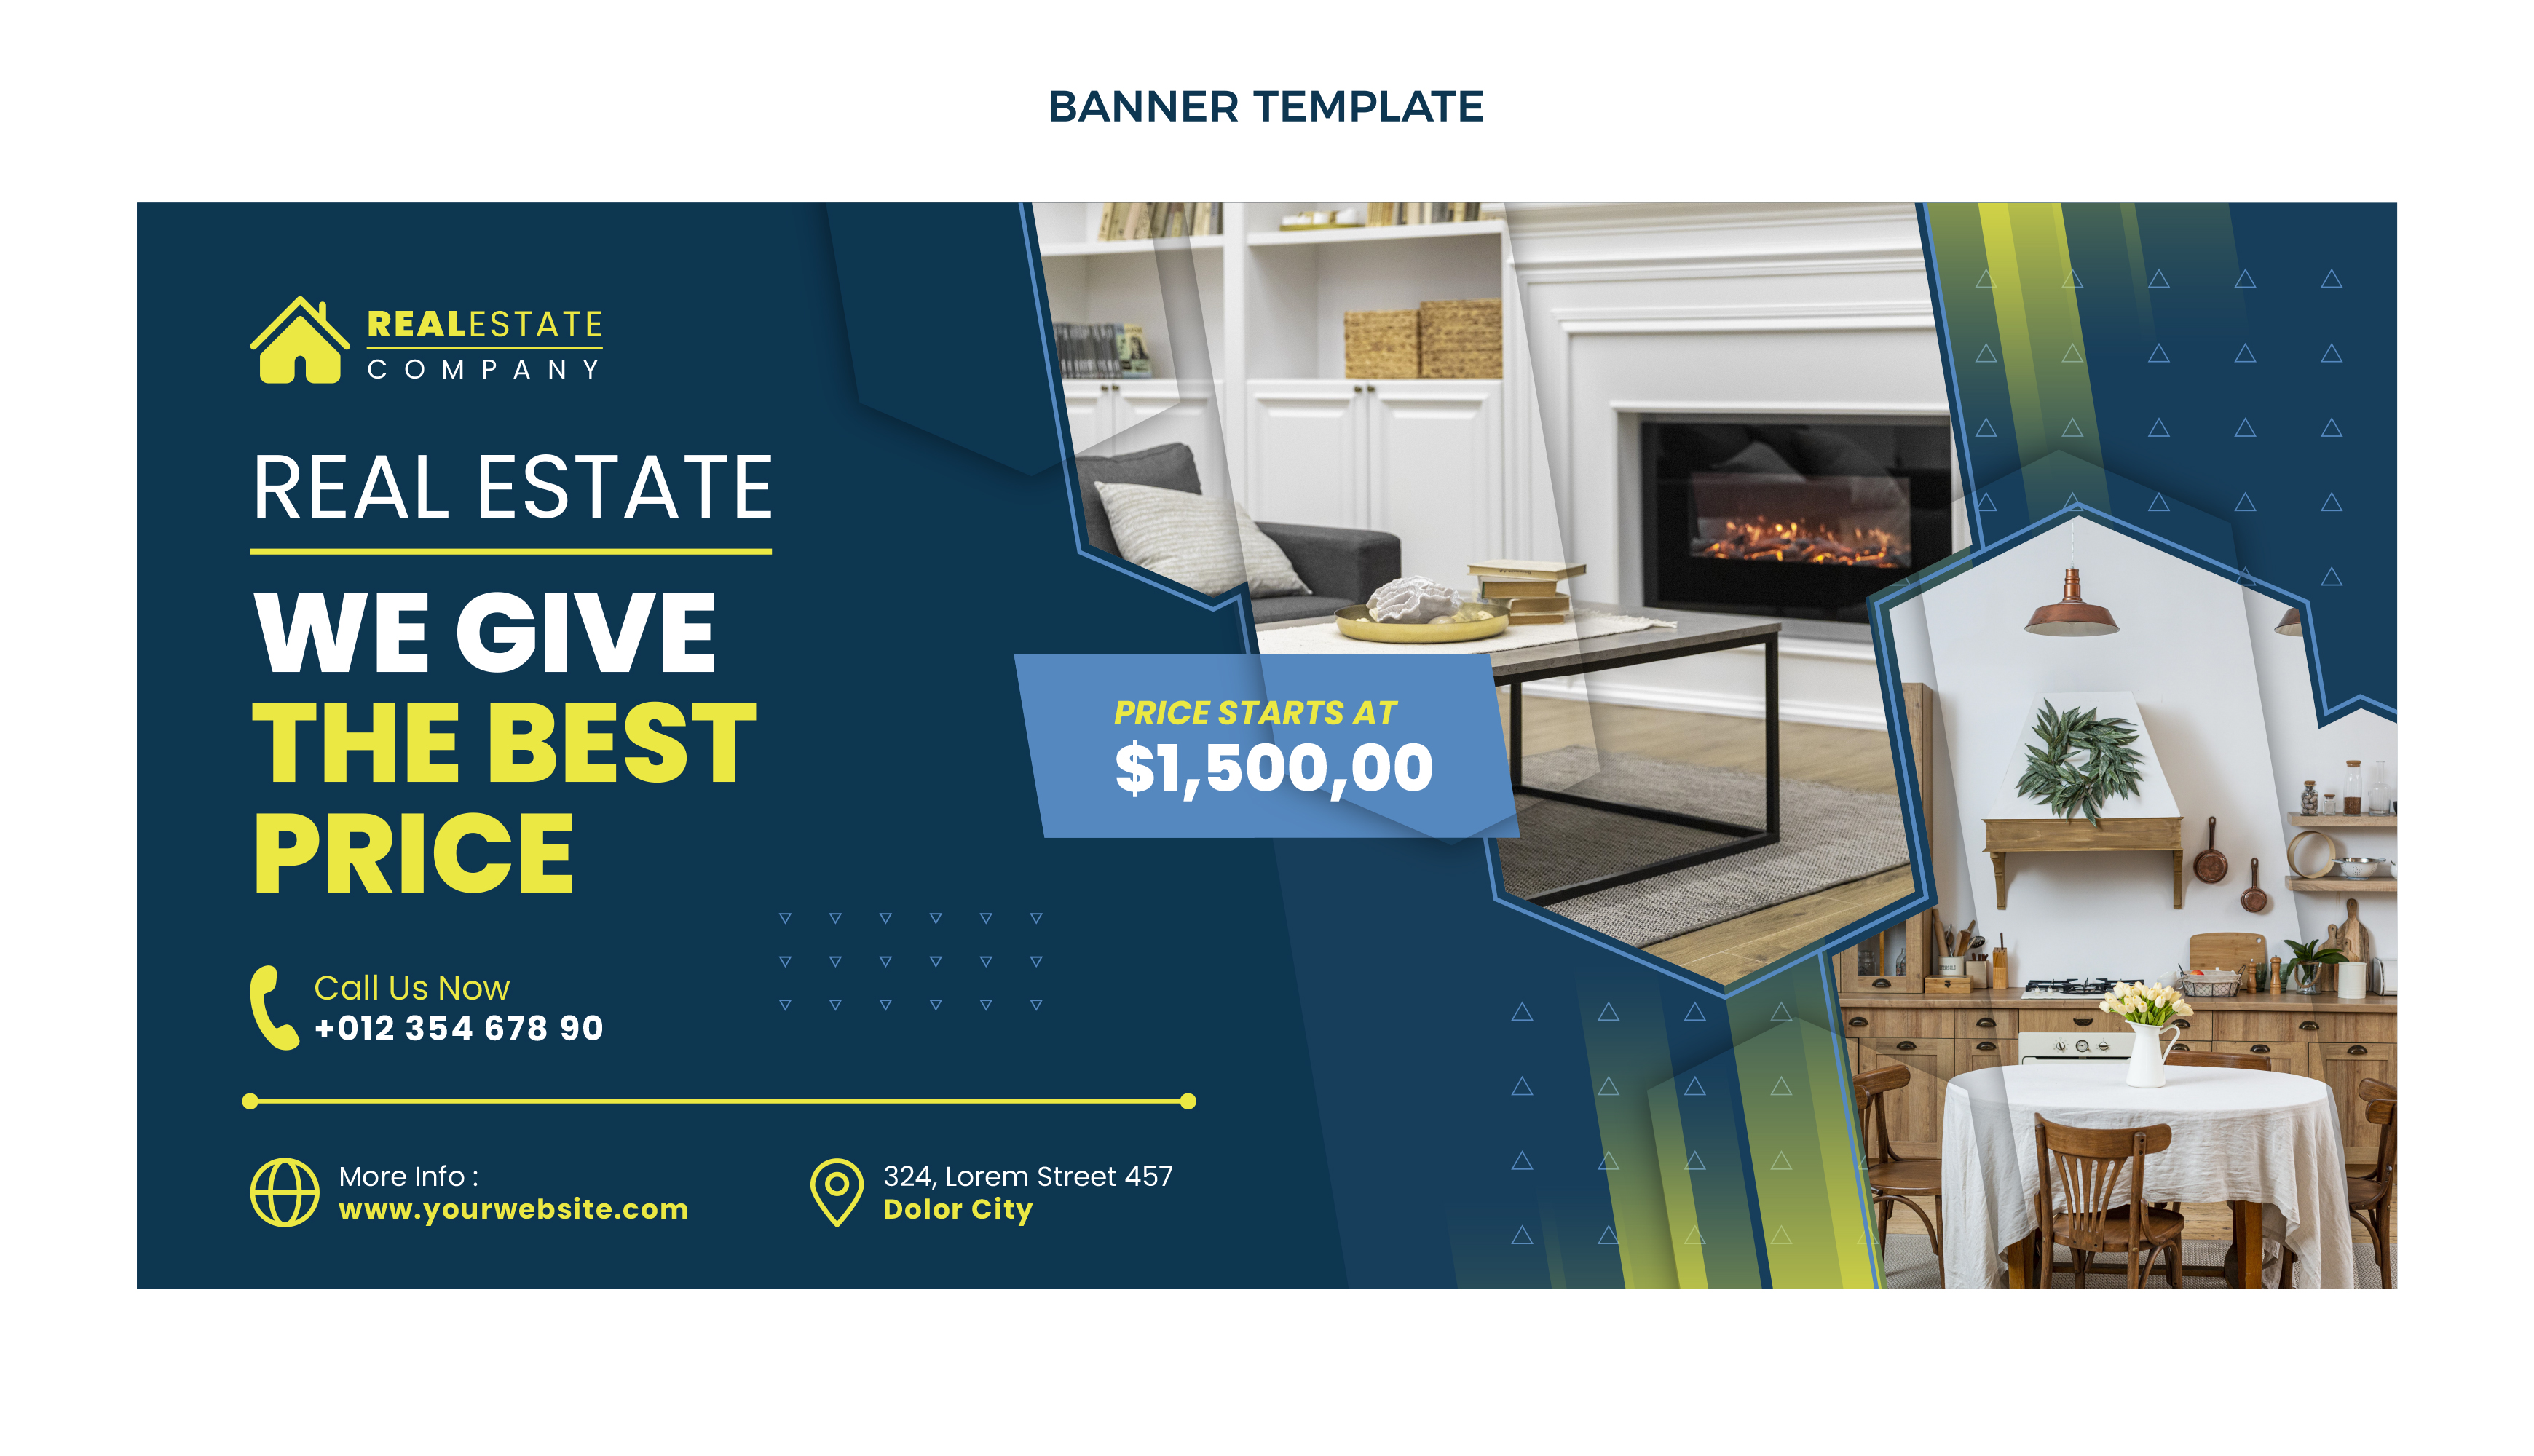 BANNER TEMPLATE
REALESTATE
COMPANY
REAL ESTATE
WE GIVE
THE BEST
PRICE
PRICE STARTS AT
$1,500,00
Call Us Now
+012 354 678 90
More Info :
www.yourwebsite.com
324, Lorem Street 457
Dolor City